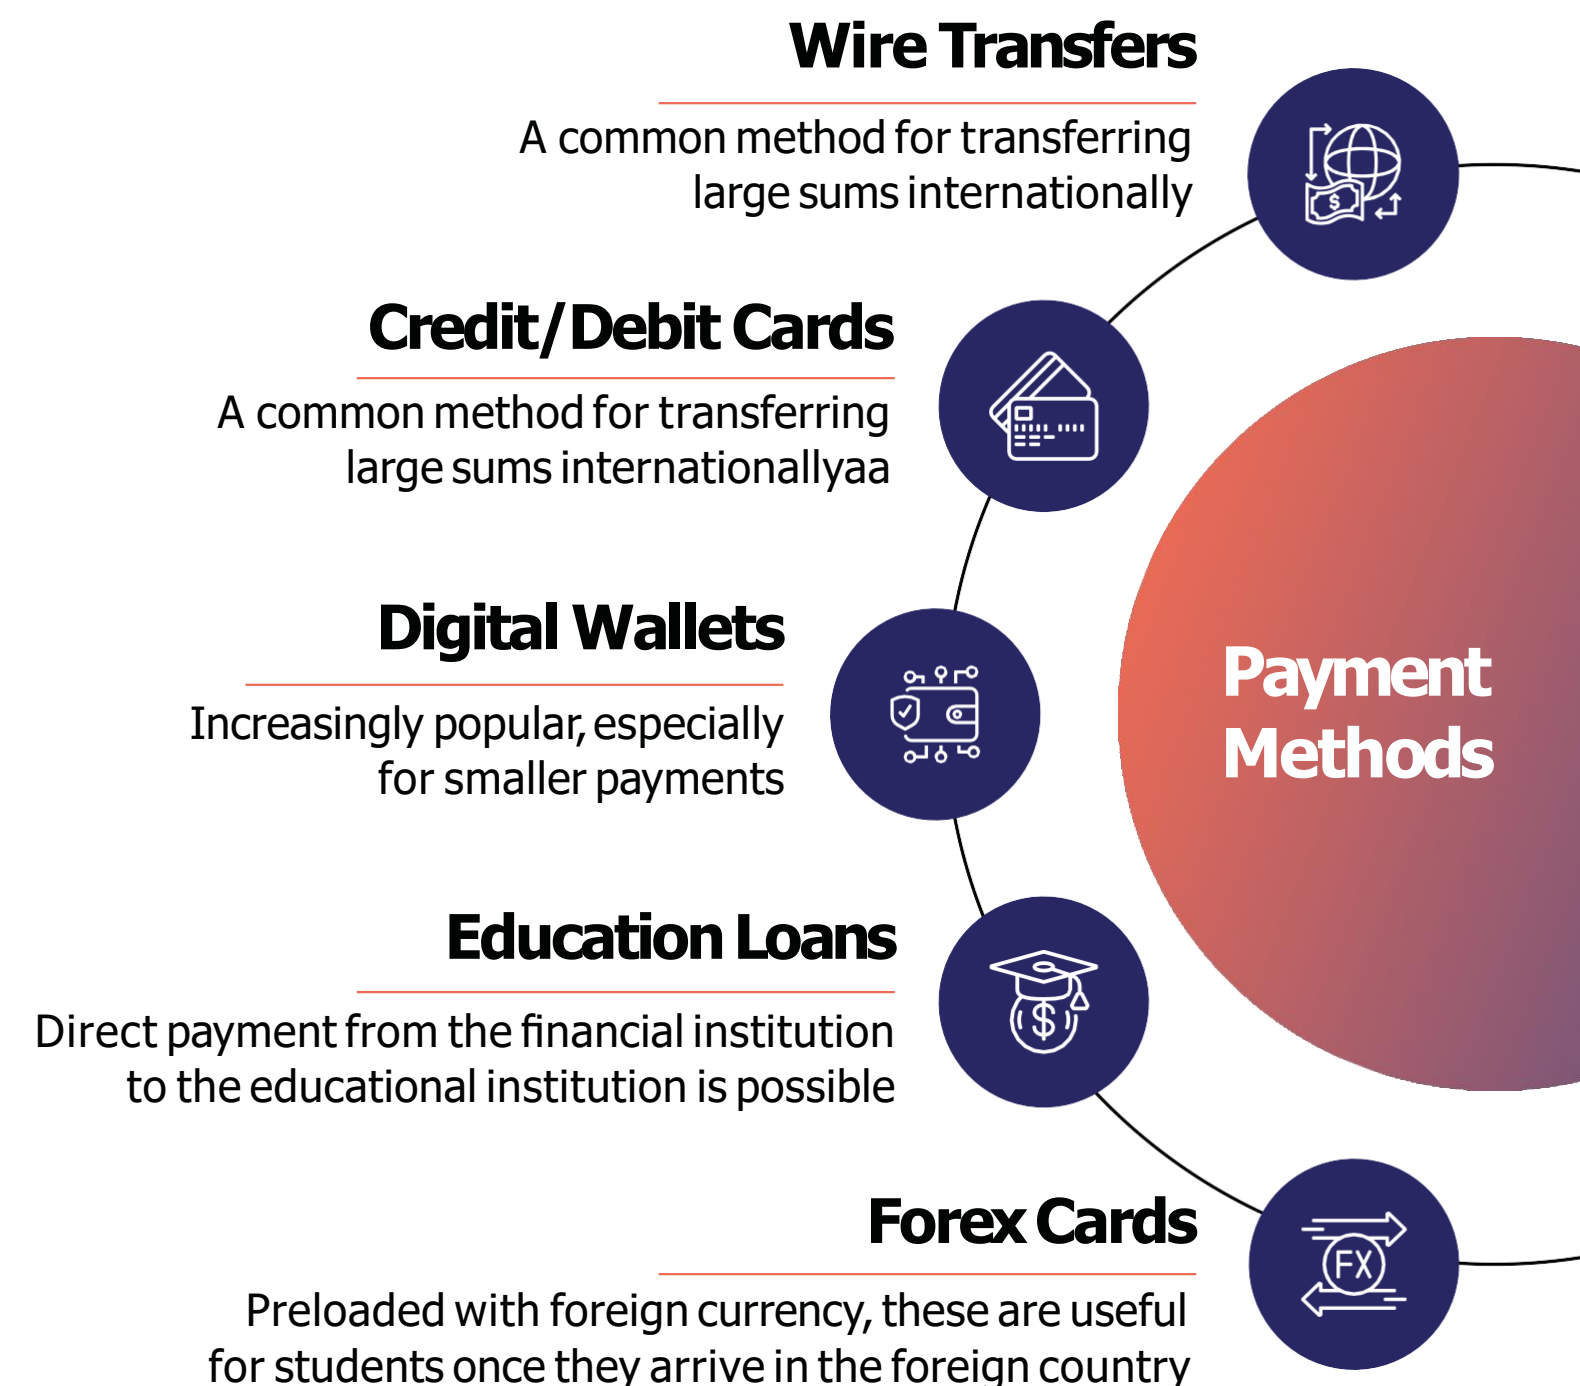 Wire Transfers
A common method for transferring
large sums internationally
Credit/Debit Cards
A common method for transferring
large sums internationallyaa
Digital Wallets
Increasingly popular, especially
for smaller payments
Payment
Methods
Education Loans
Direct payment from the financial institution
to the educational institution is possible
Forex Cards
Preloaded with foreign currency, these are useful
for students once they arrive in the foreign country
$
$
FX